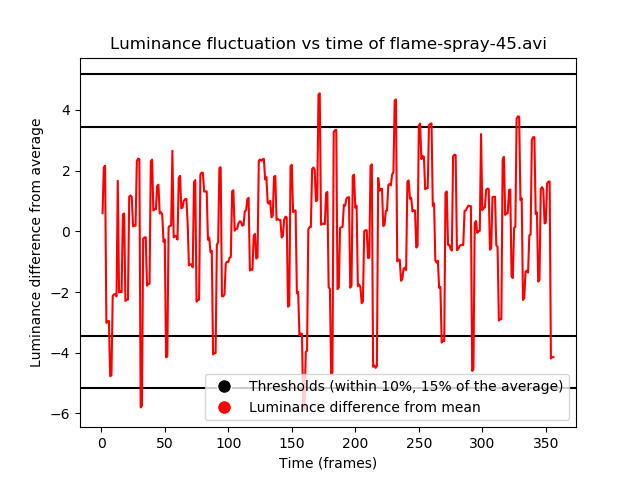 Luminance fluctuation vs time of flame-spray-45.avi
Luminance difference from average
4
2
0
−2
−4
−6
Thresholds (within 10%, 15% of the average)
Luminance difference from mean
0 50 100 150 200 250 300 350
Time (frames)